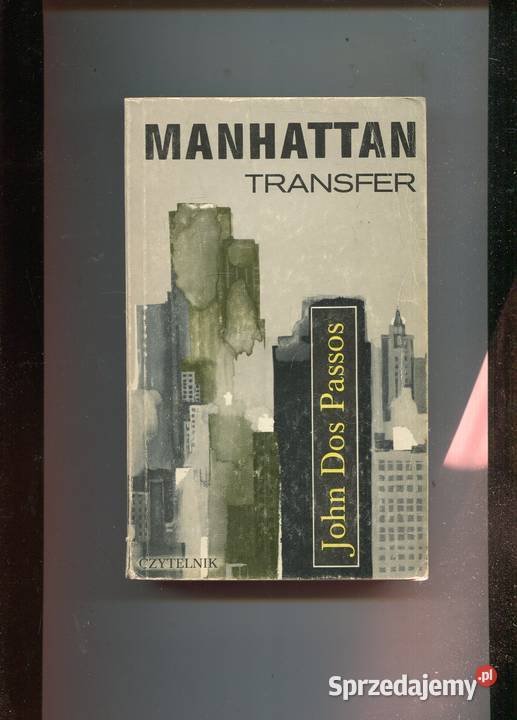 MANHATTAN
TRANSFER
John Dos Passos
CZYTELNIK
Sprzedajemy.pl